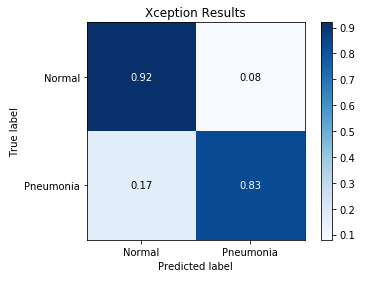 Xception Results
True label
Normal
0.92
0.08
Pneumonia
0.17
0.83
Normal
Pneumonia
Predicted label
0.9
0.8
0.7
0.6
0.5
0.4
0.3
0.2
0.1